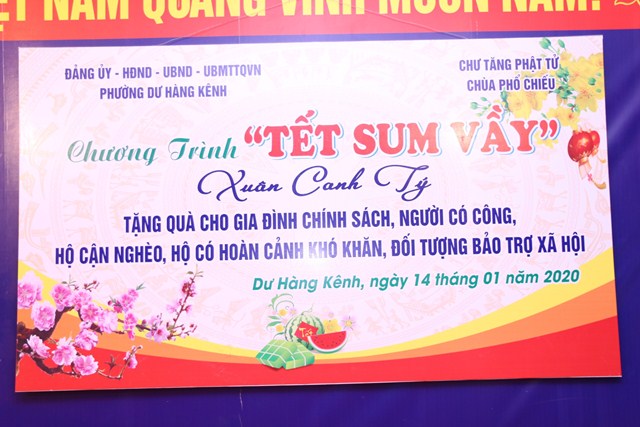 ỆT NAM QUANG VINH MUÔN NĂM!
ĐẢNG ỦY - HĐND - UBND - UBMTTQVN
PHƯỜNG DƯ HÀNG KÊNH
CHƯ TĂNG PHẬT TỬ
CHÙA PHỔ CHIẾU
Chương Trình "TẾT SUM VẦY"
Xuân Canh Tý
TẶNG QUÀ CHO GIA ĐÌNH CHÍNH SÁCH, NGƯỜI CÓ CÔNG,
HỘ CẬN NGHÈO, HỘ CÓ HOÀN CẢNH KHÓ KHĂN, ĐỐI TƯỢNG BẢO TRỢ XÃ HỘI
Dư Hàng Kênh, ngày 14 tháng 01 năm 2020